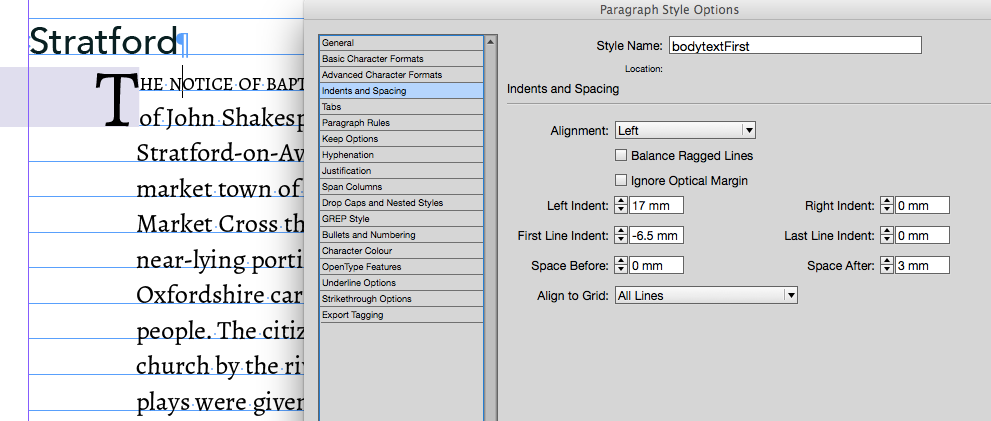 Stratford¶
THE NOTICE OF BAPT
of John Shakesp
Stratford-on-Av
market town of
Market Cross th
near-lying porti
Oxfordshire car
people. The citiz
church by the riv
plays were given
Paragraph Style Options
General
Basic Character Formats
Advanced Character Formats
Indents and Spacing
Tabs
Paragraph Rules
Keep Options
Hyphenation
Justification
Span Columns
Drop Caps and Nested Styles
GREP Style
Bullets and Numbering
Character Colour
OpenType Features
Underline Options
Strikethrough Options
Export Tagging
Style Name: bodytextFirst
Location:
Indents and Spacing
Alignment: Left
Balance Ragged Lines
Ignore Optical Margin
Left Indent: 17 mm Right Indent: 0 mm
First Line Indent: -6.5 mm Last Line Indent: 0 mm
Space Before: 0 mm Space After: 3 mm
Align to Grid: All Lines